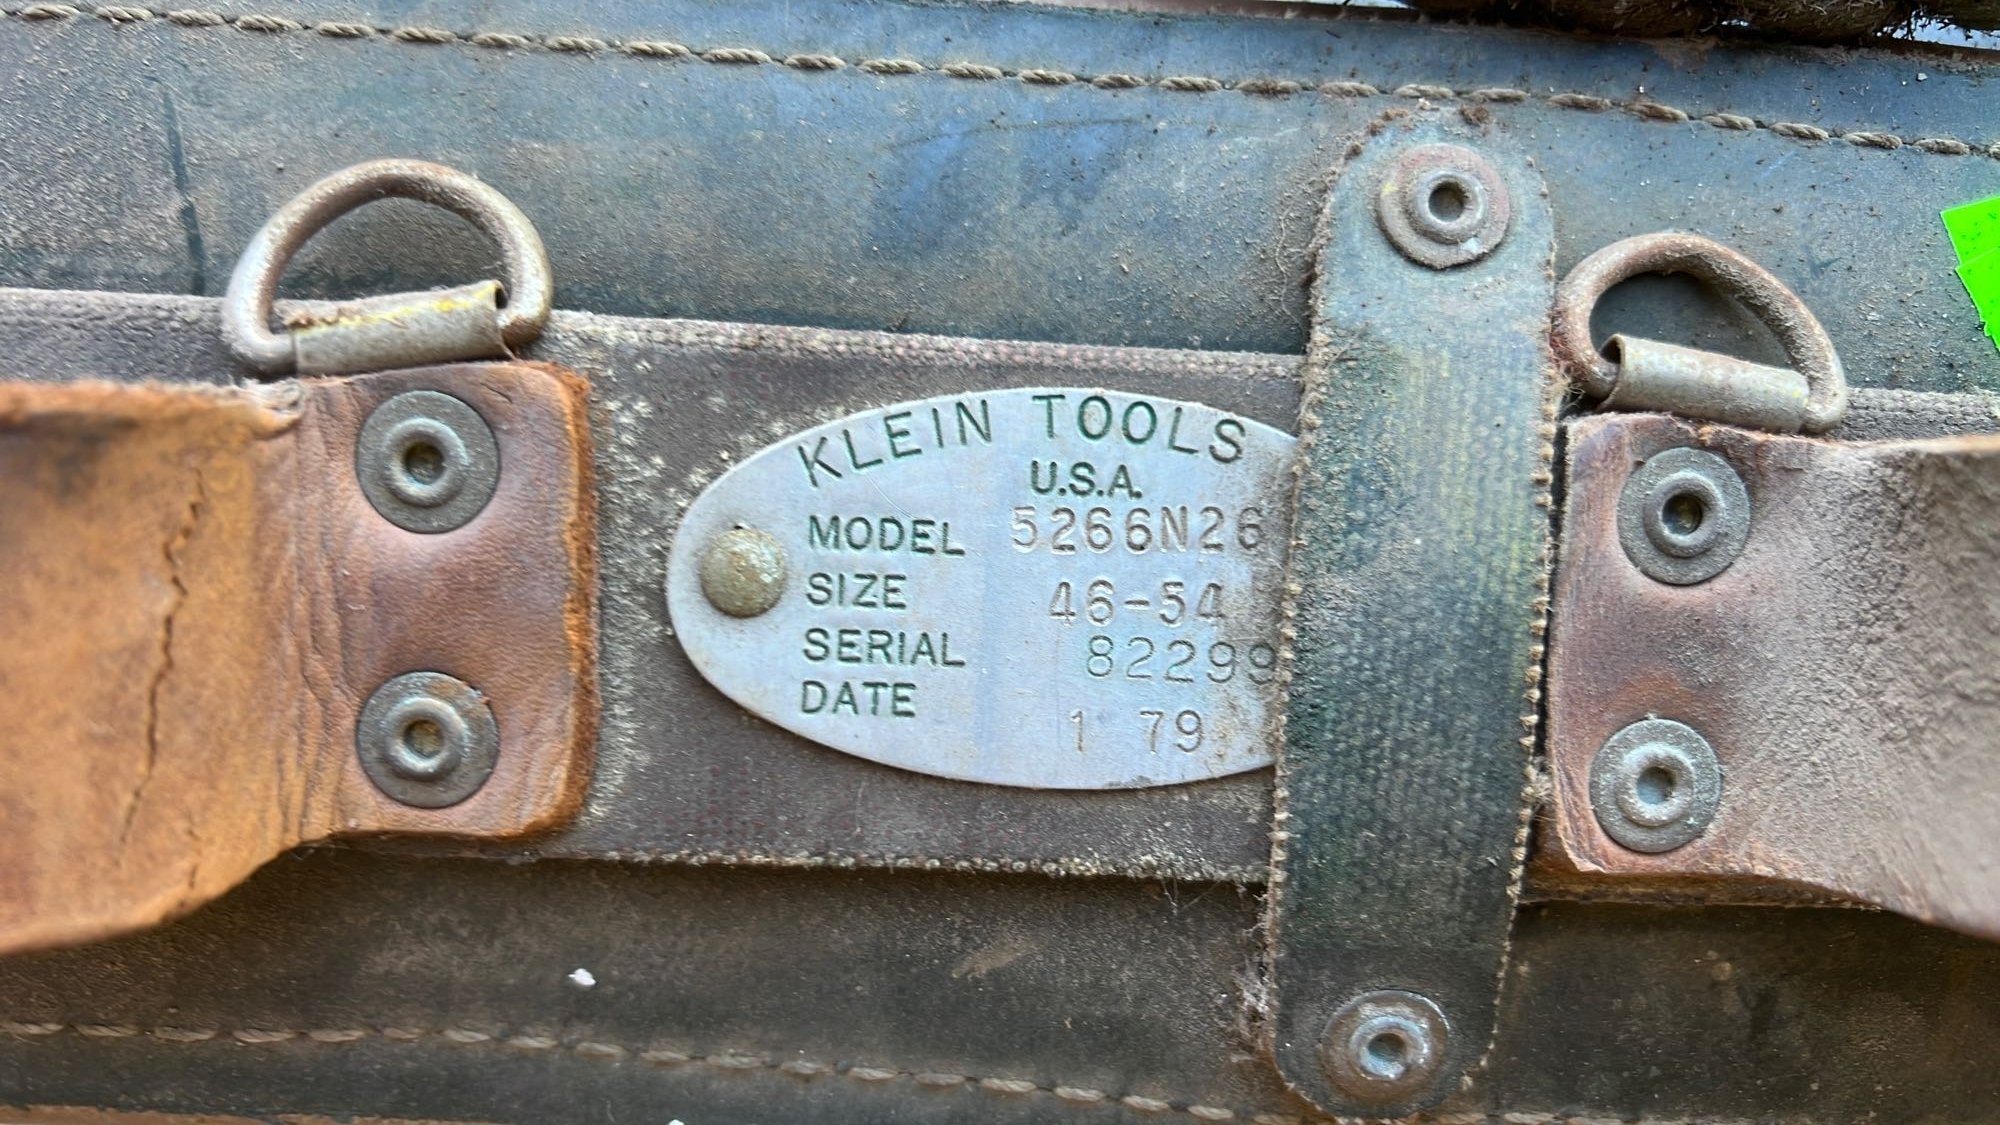 KLEIN TOOLS
U.S.A.
MODEL 5266N26
SIZE 46-54
SERIAL 82299
DATE 1 79